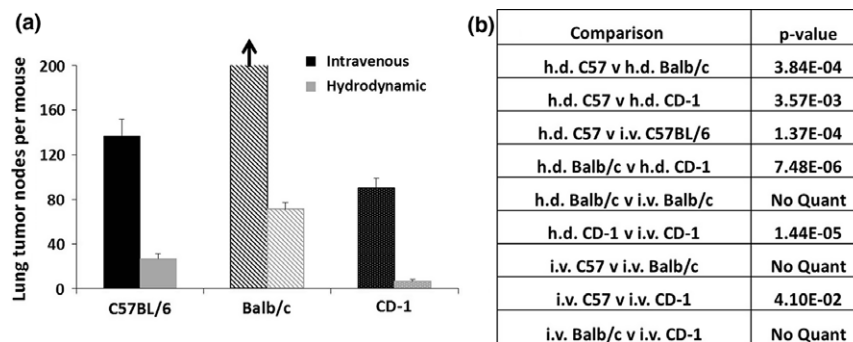 (a)
Lung tumor nodes per mouse
200
160
120
80
40
0
Intravenous
Hydrodynamic
C57BL/6 Balb/c CD-1
(b)
Comparison p-value
h.d. C57 v h.d. Balb/c 3.84E-04
h.d. C57 v h.d. CD-1 3.57E-03
h.d. C57 v i.v. C57BL/6 1.37E-04
h.d. Balb/c v h.d. CD-1 7.48E-06
h.d. Balb/c v i.v. Balb/c No Quant
h.d. CD-1 v i.v. CD-1 1.44E-05
i.v. C57 v i.v. Balb/c No Quant
i.v. C57 v i.v. CD-1 4.10E-02
i.v. Balb/c v i.v. CD-1 No Quant